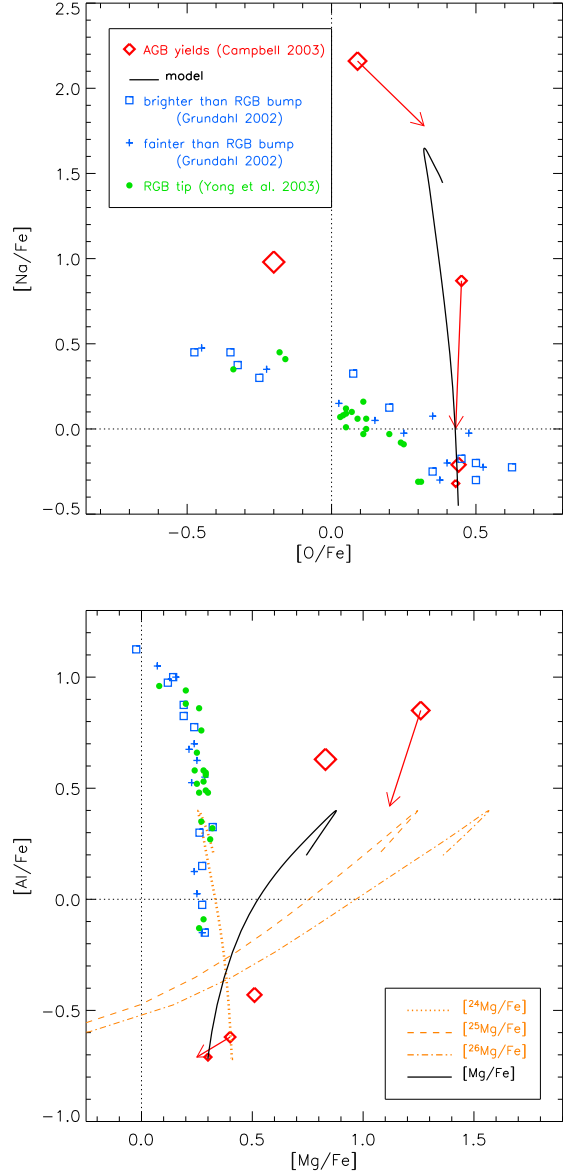 2.5
2.0
1.5
1.0
0.5
0.0
−0.5
[Na/Fe]
AGB yields (Campbell 2003)
model
brighter than RGB bump
(Grundahl 2002)
fainter than RGB bump
(Grundahl 2002)
RGB tip (Yong et al. 2003)
−0.5
0.0
0.5
[O/Fe]
1.0
0.5
0.0
−0.5
−1.0
[Al/Fe]
[²⁴Mg/Fe]
[²⁵Mg/Fe]
[²⁶Mg/Fe]
[Mg/Fe]
0.0
0.5
1.0
1.5
[Mg/Fe]